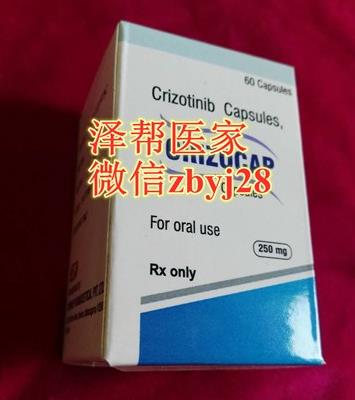 60 Capsules
Crizotinib Capsules,
泽帮医家
CRIZOCAP
微信zbyj28
For oral use
250 mg
Rx only